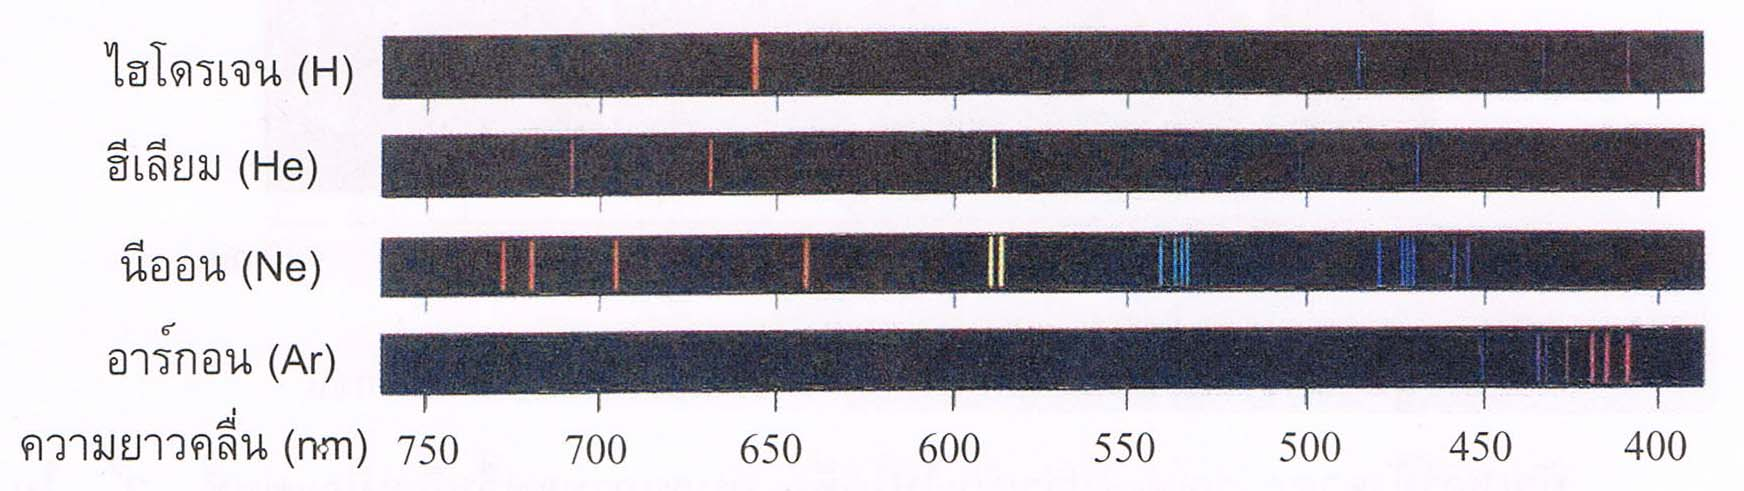 ไฮโดรเจน (H)
ฮีเลียม (He)
นีออน (Ne)
อาร์กอน (Ar)
ความยาวคลื่น (nm) 750 700 650 600 550 500 450 400